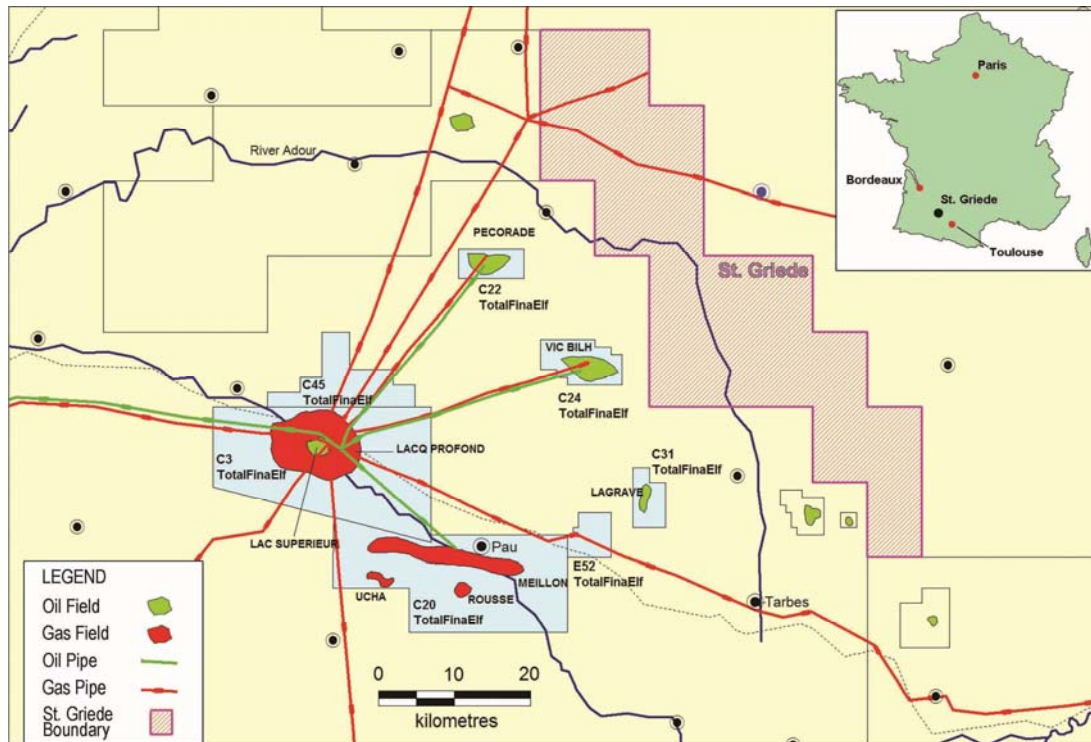 Paris
Bordeaux
St. Griede
Toulouse
River Adour
PECORADE
C22
TotalFinaElf
St. Griede
VIC BILH
C24
TotalFinaElf
C45
TotalFinaElf
LACQ PROFOND
C3
TotalFinaElf
C31
TotalFinaElf
LAGRAVE
LAC SUPERIEUR
Pau
MEILLON
E52
TotalFinaElf
UCHA
ROUSSE
C20
TotalFinaElf
Tarbes
LEGEND
Oil Field
Gas Field
Oil Pipe
Gas Pipe
St. Griede
Boundary
0 10 20
kilometres